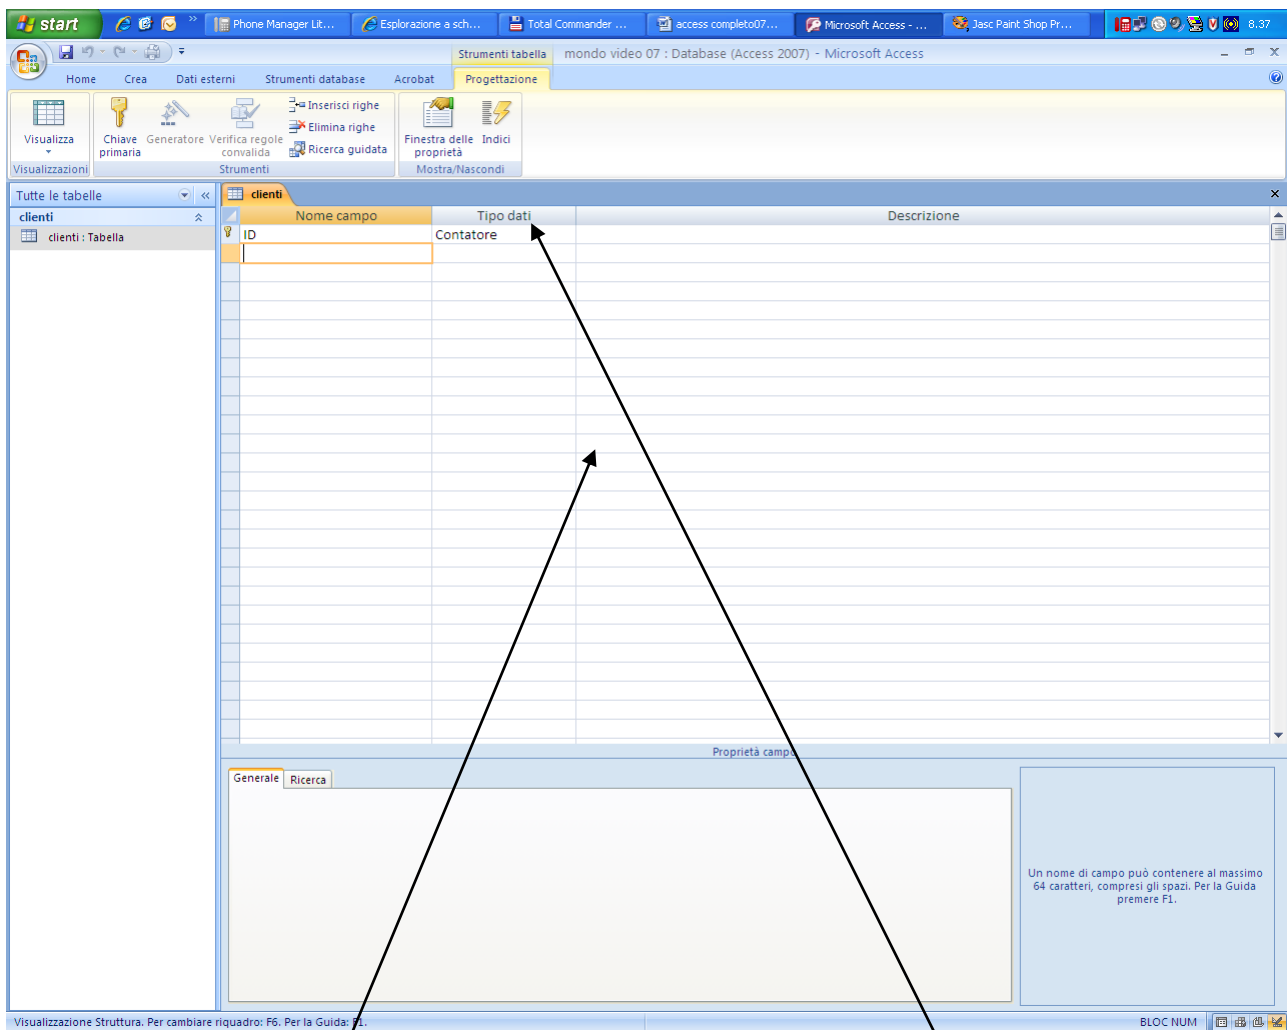 start
Phone Manager Lit...
Esplorazione a sch...
Total Commander ...
access completo07...
Microsoft Access - ...
Jasc Paint Shop Pr...
8.37
Strumenti tabella
mondo video 07 : Database (Access 2007) - Microsoft Access
Home
Crea
Dati esterni
Strumenti database
Acrobat
Progettazione
Visualizza
Chiave primaria
Generatore
Verifica regole convalida
Inserisci righe
Elimina righe
Ricerca guidata
Finestra delle proprietà
Indici
Visualizzazioni
Strumenti
Mostra/Nascondi
Tutte le tabelle
clienti
clienti : Tabella
clienti
Nome campo
Tipo dati
Descrizione
ID
Contatore
Proprietà campo
Generale
Ricerca
Un nome di campo può contenere al massimo
64 caratteri, compresi gli spazi. Per la Guida
premere F1.
Visualizzazione Struttura. Per cambiare riquadro: F6. Per la Guida: F1.
BLOC NUM